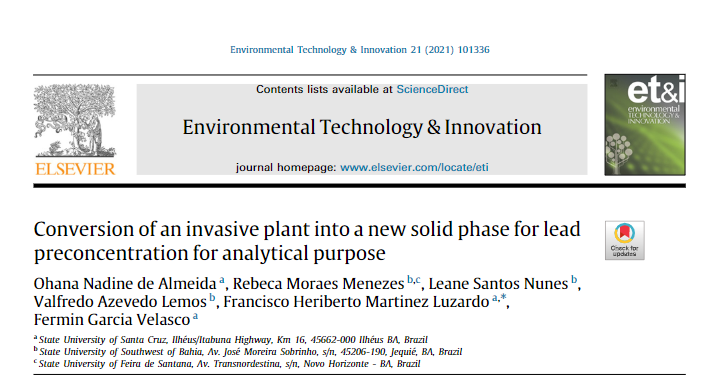 Environmental Technology & Innovation 21 (2021) 101336
Contents lists available at ScienceDirect
Environmental Technology & Innovation
journal homepage: www.elsevier.com/locate/eti
ELSEVIER
et&i
environmental
TECHNOLOGY &
INNOVATION
Conversion of an invasive plant into a new solid phase for lead
preconcentration for analytical purpose
Check for
updates
Ohana Nadine de Almeida a, Rebeca Moraes Menezes b,c, Leane Santos Nunes b,
Valfredo Azevedo Lemos b, Francisco Heriberto Martinez Luzardo a,*,
Fermin Garcia Velasco a
a State University of Santa Cruz, Ilhéus/Itabuna Highway, Km 16, 45662-000 Ilhéus BA, Brazil
b State University of Southwest of Bahia, Av. José Moreira Sobrinho, s/n, 45206-190, Jequié, BA, Brazil
c State University of Feira de Santana, Av. Transnordestina, s/n, Novo Horizonte - BA, Brazil